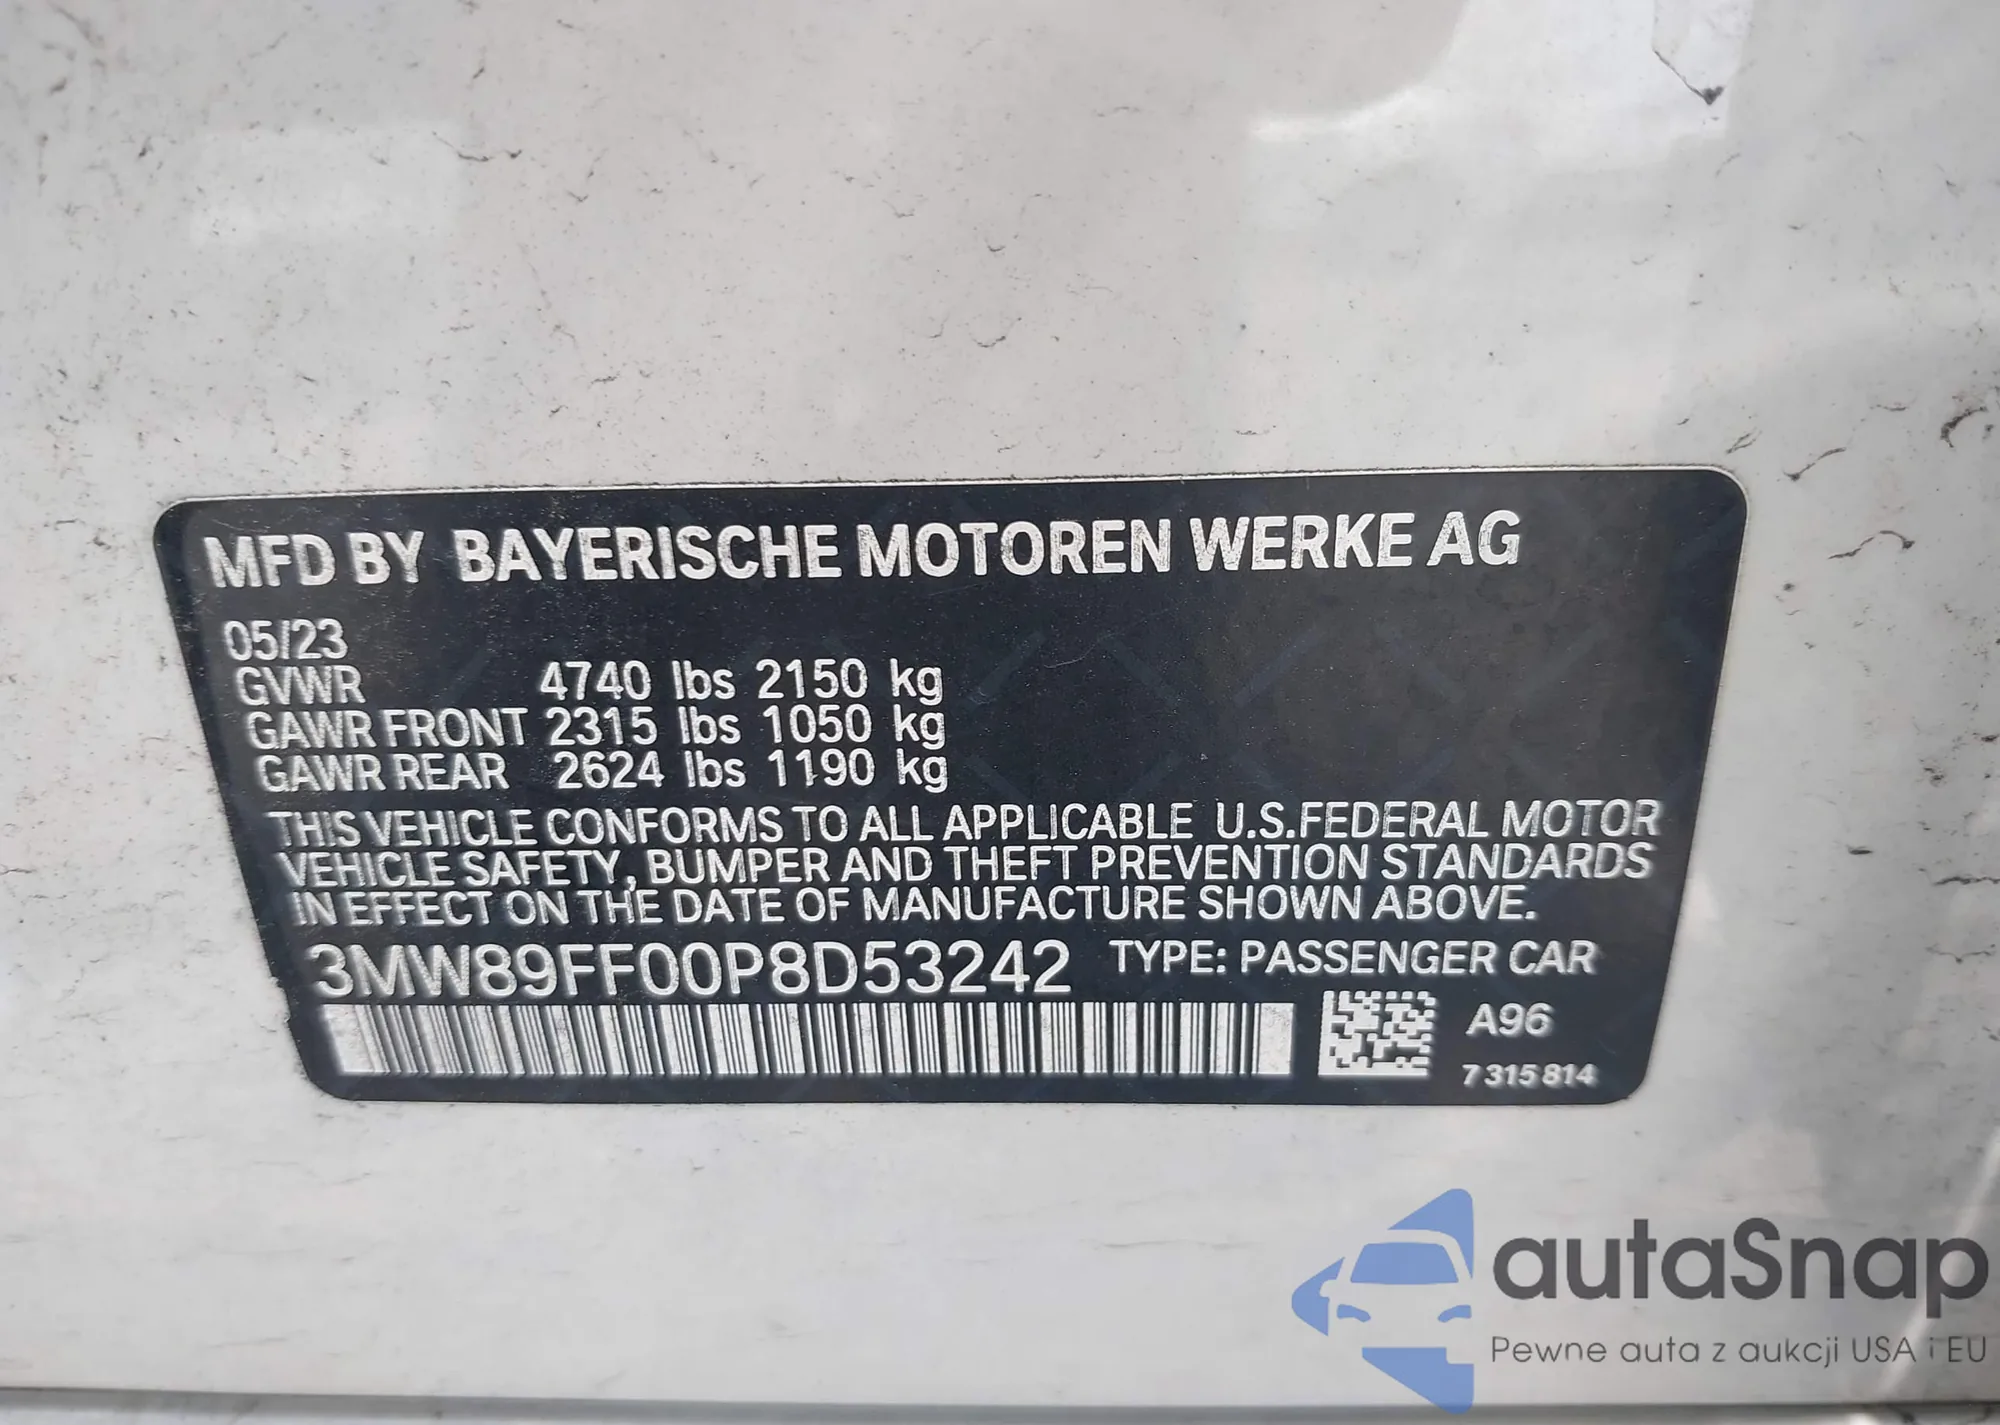 MFD BY BAYERISCHE MOTOREN WERKE AG
05/23
GVWR 4740 lbs 2150 kg
GAWR FRONT 2315 lbs 1050 kg
GAWR REAR 2624 lbs 1190 kg
THIS VEHICLE CONFORMS TO ALL APPLICABLE U.S.FEDERAL MOTOR
VEHICLE SAFETY, BUMPER AND THEFT PREVENTION STANDARDS
IN EFFECT ON THE DATE OF MANUFACTURE SHOWN ABOVE.
3MW89FF00P8D53242 TYPE: PASSENGER CAR
A96
7 315 814
autaSnap
Pewne auta z aukcji USA i EU